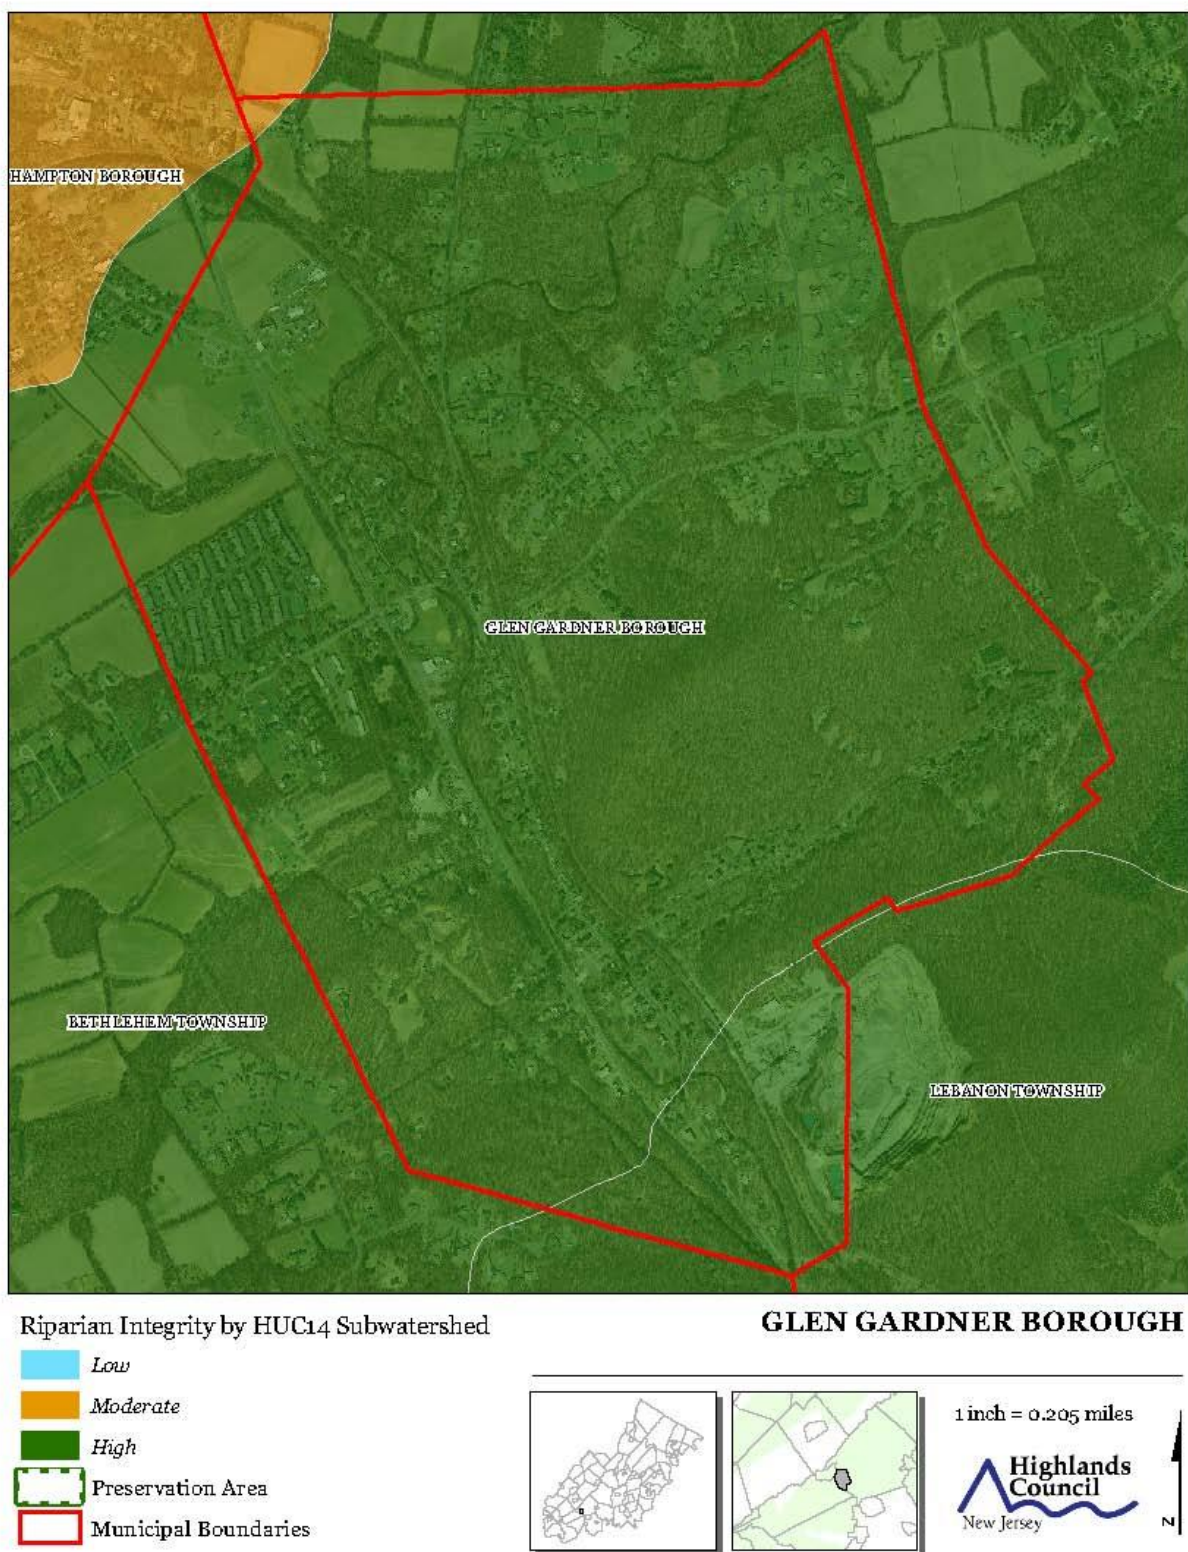 HAMPTON BOROUGH
GLEN GARDNER BOROUGH
BETHLEHEM TOWNSHIP
LEBANON TOWNSHIP
Riparian Integrity by HUC14 Subwatershed
Low
Moderate
High
Preservation Area
Municipal Boundaries
GLEN GARDNER BOROUGH
1 inch = 0.205 miles
Highlands
Council
New Jersey
N